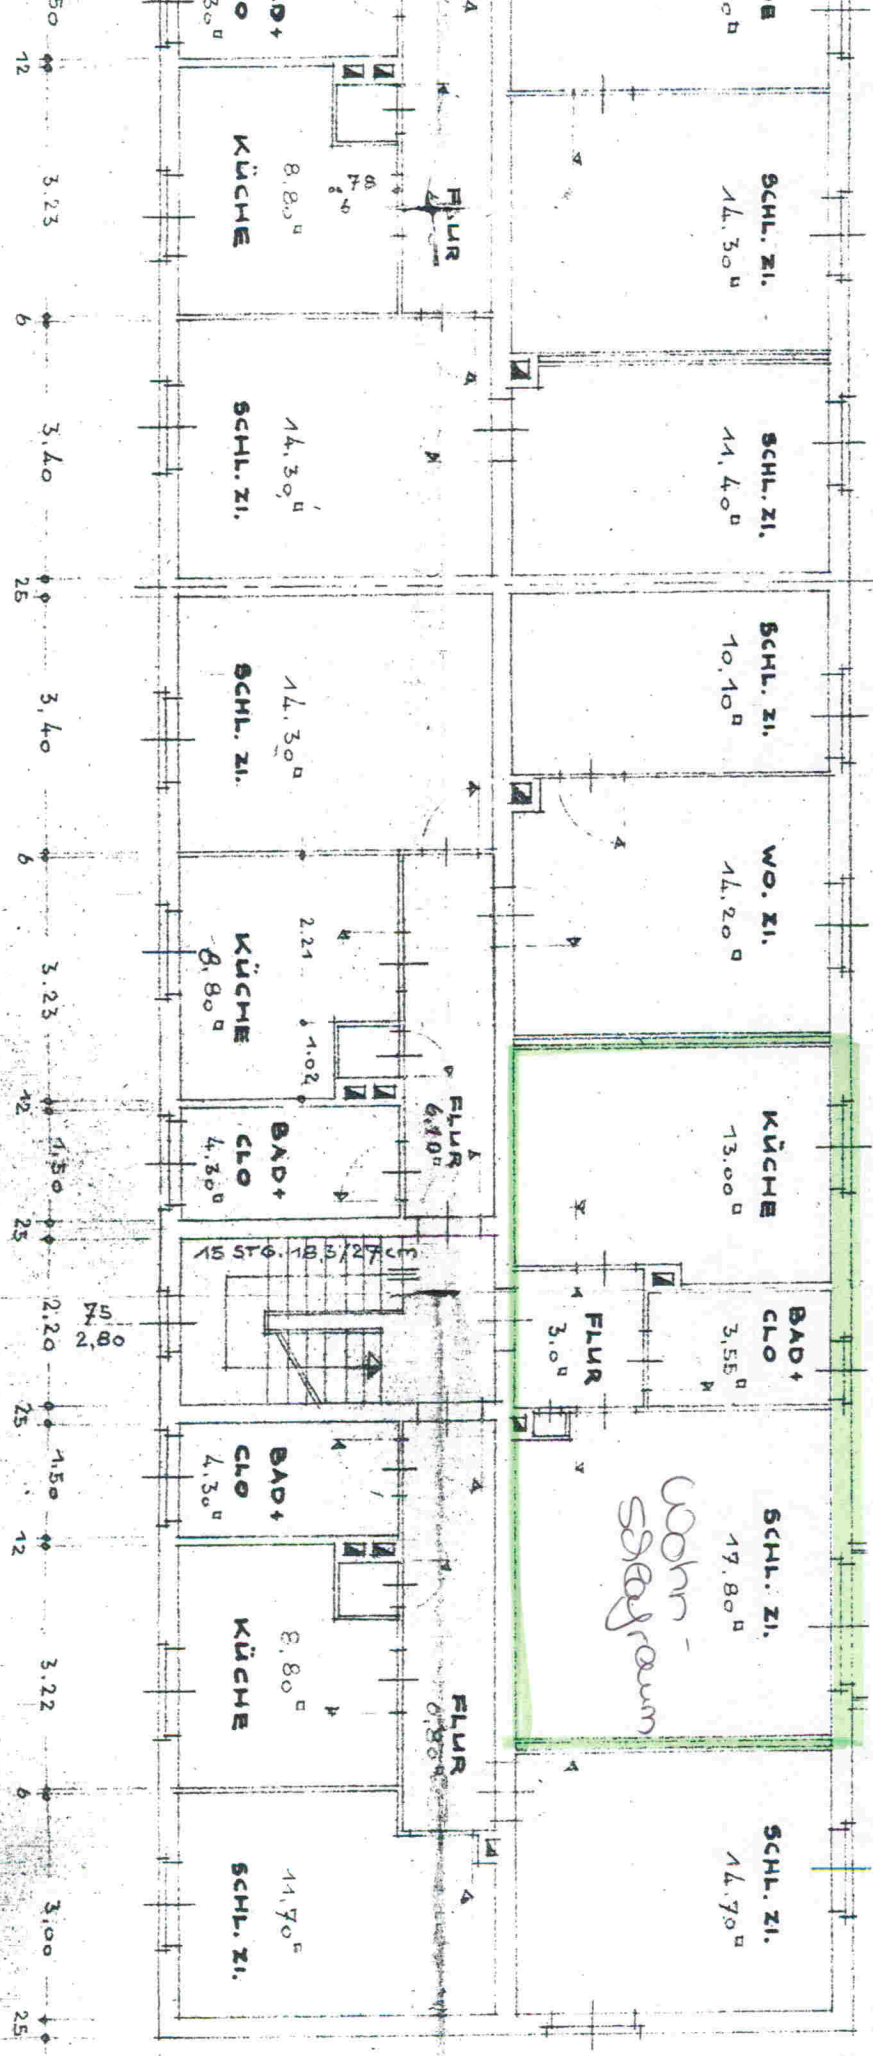 BAD+
CLO
KÜCHE
8.80
78
6
FLUR
SCHL. ZI.
14.30
SCHL. ZI.
14.30
SCHL. ZI.
11.40
SCHL. ZI.
14.30
SCHL. ZI.
10.10
WO. ZI.
14.20
KÜCHE
8.80
2.21
1.02
FLUR
BAD+
CLO
4.30
KÜCHE
13.00
BAD+
CLO
3.55
FLUR
3.0
15 STG. 18,3/27cm
SCHL. ZI.
17.80
Wohn-
Schlafraum
BAD+
CLO
4.30
KÜCHE
8.80
FLUR
SCHL. ZI.
11.70
SCHL. ZI.
14.70
12
3.23
6
3.40
25
3.40
6
3.23
12
1.50
25
2.20
75
2,80
25
1.50
12
3.22
6
3.00
25